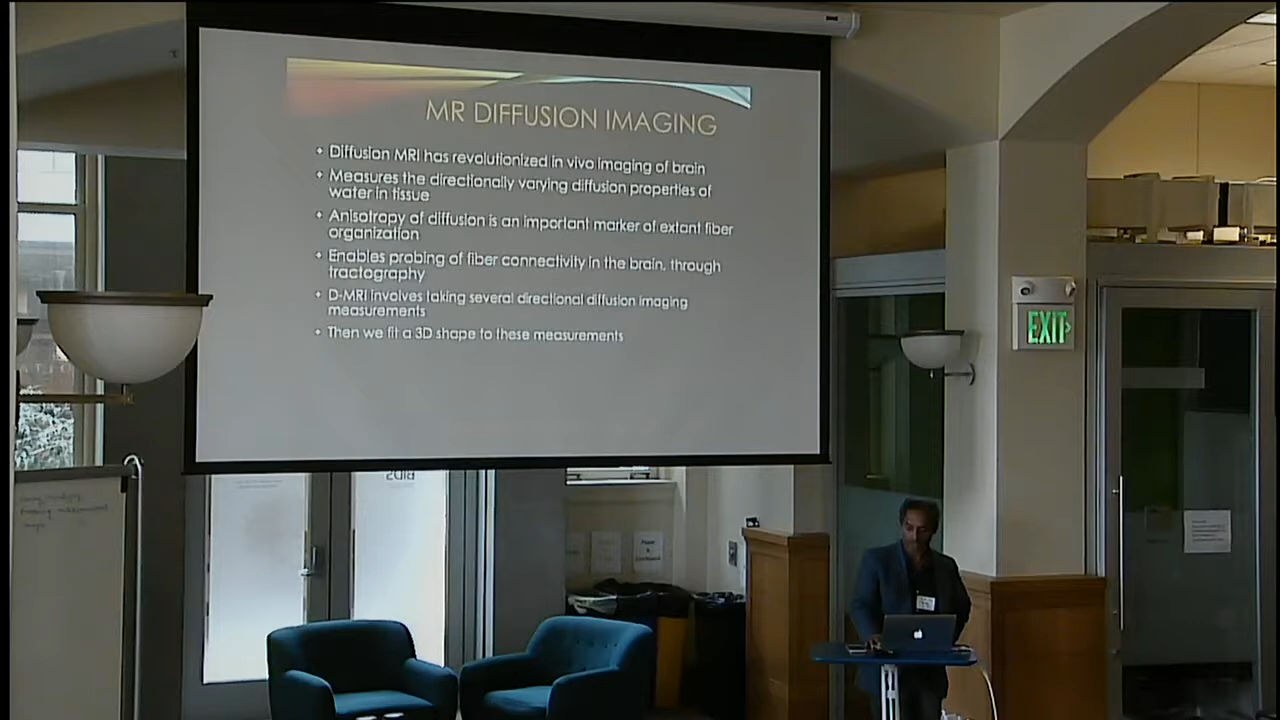 MR DIFFUSION IMAGING
Diffusion MRI has revolutionized in vivo imaging of brain
Measures the directionally varying diffusion properties of
water in tissue
Anisotropy of diffusion is an important marker of extant fiber
organization
Enables probing of fiber connectivity in the brain, through
tractography
D-MRI involves taking several directional diffusion imaging
measurements
Then we fit a 3D shape to these measurements
EXIT
BIDS